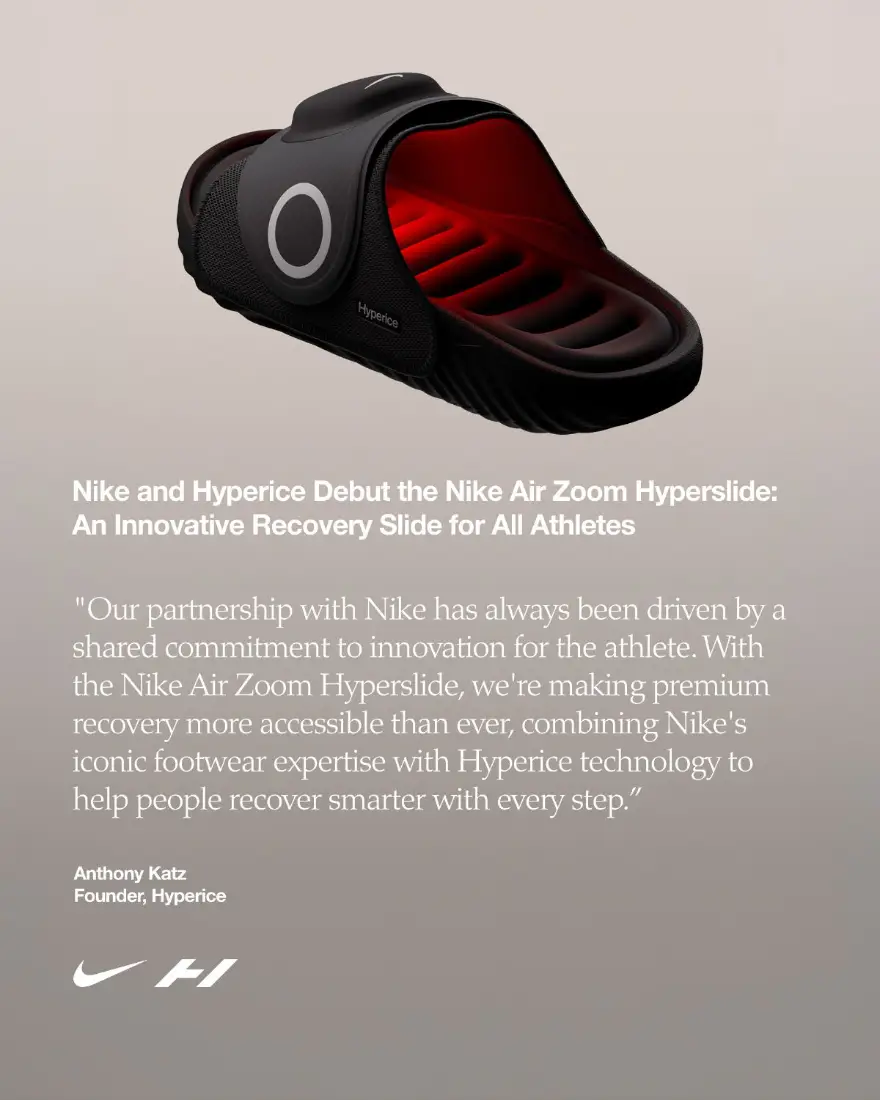 Hyperice
Nike and Hyperice Debut the Nike Air Zoom Hyperslide:
An Innovative Recovery Slide for All Athletes
"Our partnership with Nike has always been driven by a
shared commitment to innovation for the athlete. With
the Nike Air Zoom Hyperslide, we're making premium
recovery more accessible than ever, combining Nike's
iconic footwear expertise with Hyperice technology to
help people recover smarter with every step.”
Anthony Katz
Founder, Hyperice